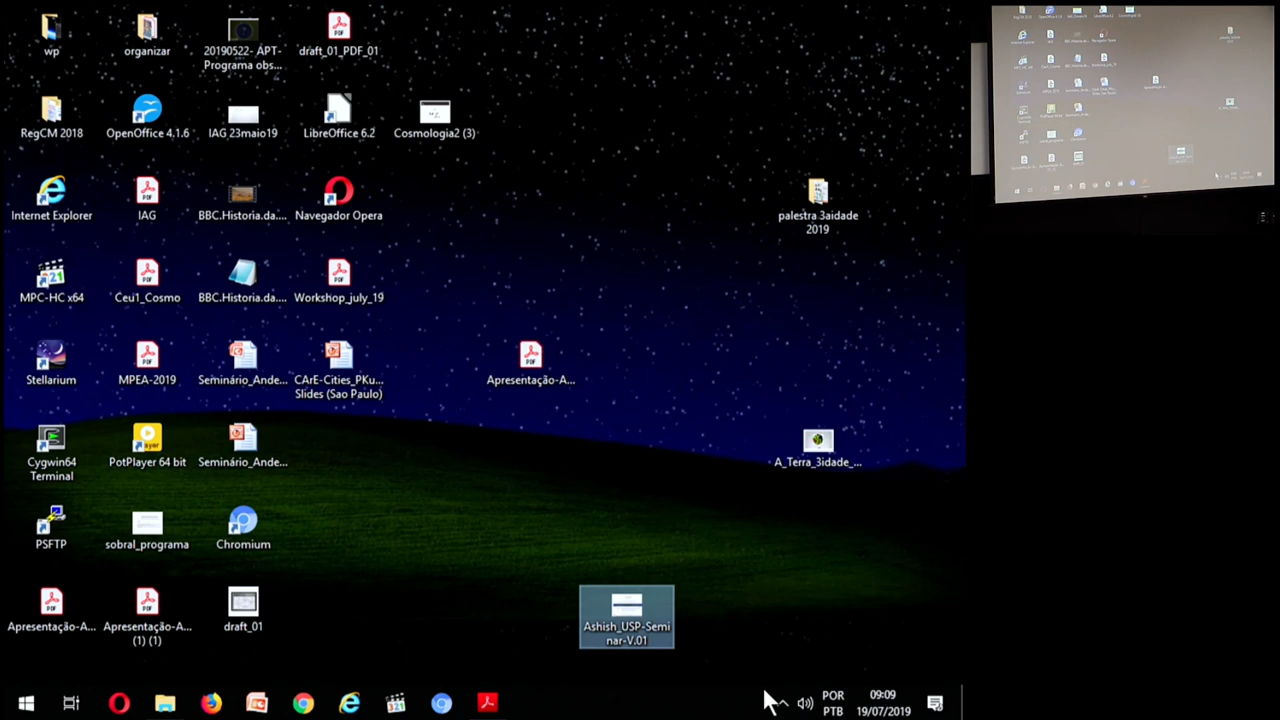 wp
organizar
20190522- APT-
Programa obs...
draft_01_PDF_01
RegCM 2018
OpenOffice 4.1.6
IAG 23maio19
LibreOffice 6.2
Cosmologia2 (3)
Internet Explorer
IAG
BBC.Historia.da....
Navegador Opera
palestra 3aidade
2019
MPC-HC x64
Ceu1_Cosmo
BBC.Historia.da....
Workshop_july_19
Stellarium
MPEA-2019
Seminário_Ande...
CArE-Cities_PKu...
Slides (Sao Paulo)
Apresentação-A...
Cygwin64
Terminal
PotPlayer 64 bit
Seminário_Ande...
A_Terra_3idade_...
PSFTP
sobral_programa
Chromium
Apresentação-A...
Apresentação-A...
(1) (1)
draft_01
Ashish_USP-Semi
nar-V.01
POR
PTB
09:09
19/07/2019